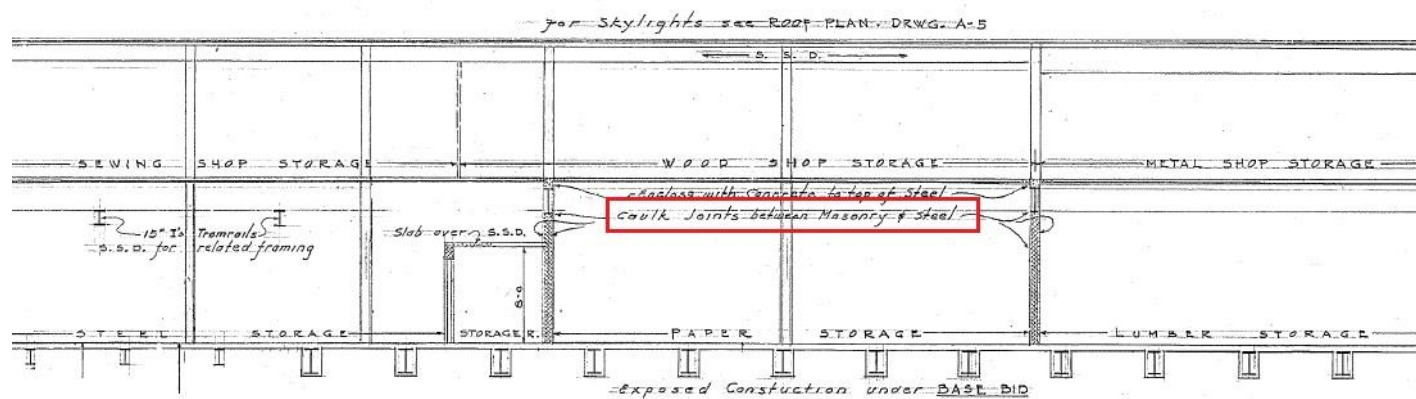 for Skylights see ROOF PLAN. DRWG. A-5
S. S. D.
SEWING SHOP STORAGE
WOOD SHOP STORAGE
METAL SHOP STORAGE
Enclose with Concrete to top of Steel
Caulk Joints between Masonry & Steel
15" I's Tramrails
S.S.D. for related framing
Slab over S.S.D.
8-0
STEEL STORAGE
STORAGE R.
PAPER STORAGE
LUMBER STORAGE
Exposed Constuction under BASE BID